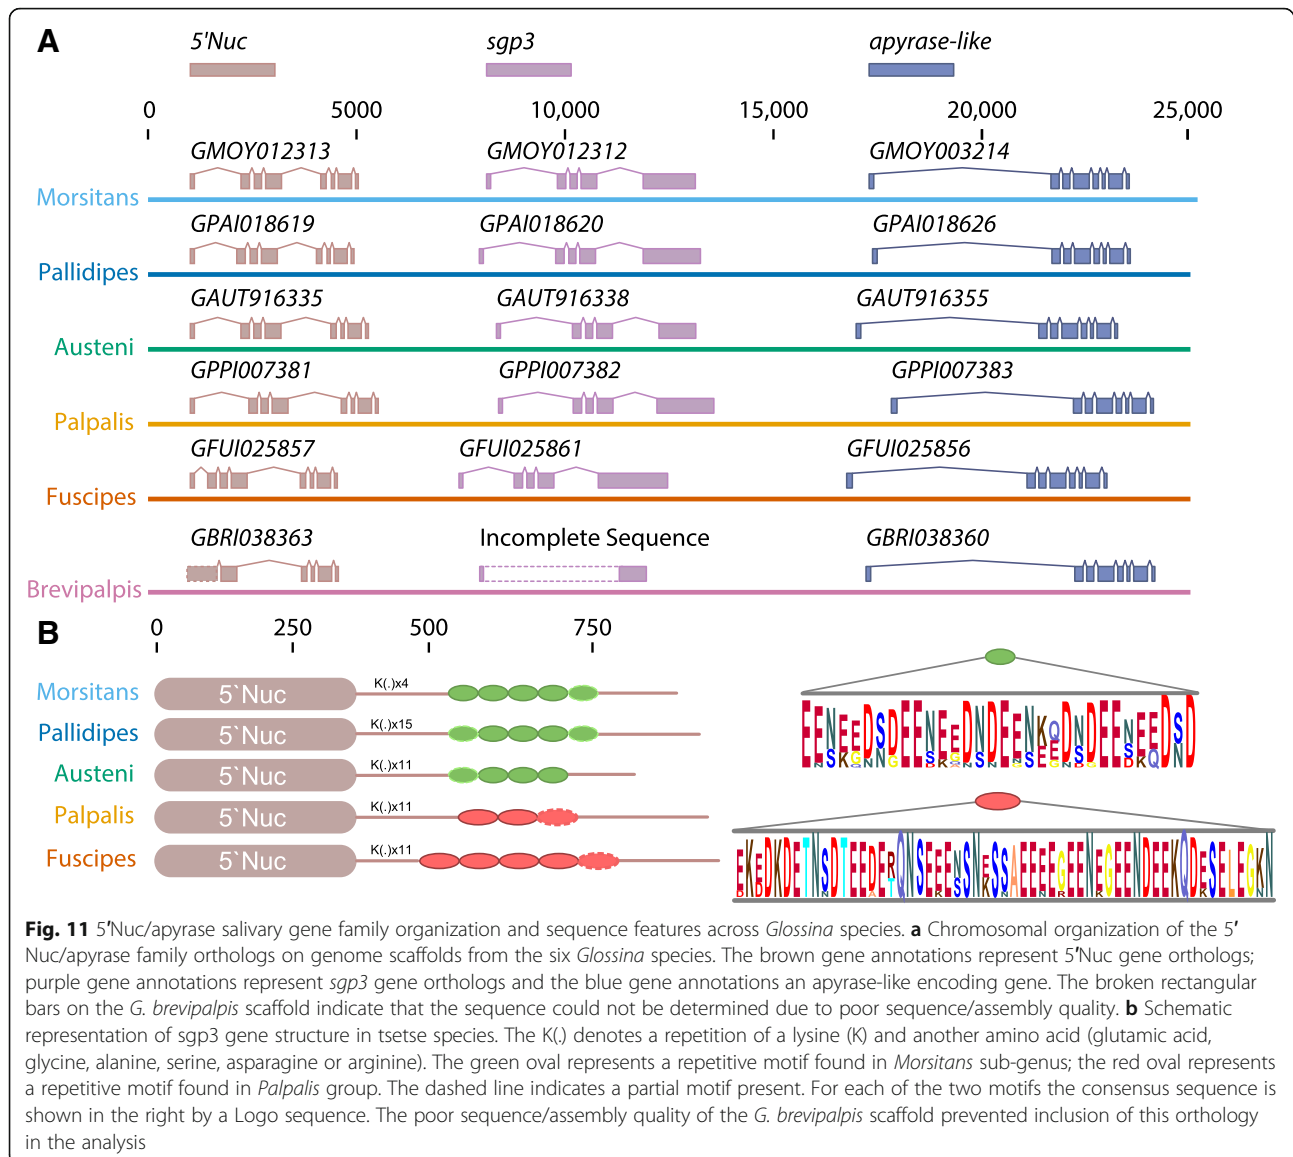 A
5'Nuc sgp3 apyrase-like
0 5000 10,000 15,000 20,000 25,000
GMOY012313 GMOY012312 GMOY003214
Morsitans
GPAI018619 GPAI018620 GPAI018626
Pallidipes
GAUT916335 GAUT916338 GAUT916355
Austeni
GPPI007381 GPPI007382 GPPI007383
Palpalis
GFUI025857 GFUI025861 GFUI025856
Fuscipes
GBRI038363 Incomplete Sequence GBRI038360
Brevipalpis
B
0 250 500 750
Morsitans 5`Nuc K(.)x4
Pallidipes 5`Nuc K(.)x15
Austeni 5`Nuc K(.)x11
Palpalis 5`Nuc K(.)x11
Fuscipes 5`Nuc K(.)x11
Fig. 11 5′Nuc/apyrase salivary gene family organization and sequence features across Glossina species. a Chromosomal organization of the 5′
Nuc/apyrase family orthologs on genome scaffolds from the six Glossina species. The brown gene annotations represent 5′Nuc gene orthologs;
purple gene annotations represent sgp3 gene orthologs and the blue gene annotations an apyrase-like encoding gene. The broken rectangular
bars on the G. brevipalpis scaffold indicate that the sequence could not be determined due to poor sequence/assembly quality. b Schematic
representation of sgp3 gene structure in tsetse species. The K(.) denotes a repetition of a lysine (K) and another amino acid (glutamic acid,
glycine, alanine, serine, asparagine or arginine). The green oval represents a repetitive motif found in Morsitans sub-genus; the red oval represents
a repetitive motif found in Palpalis group. The dashed line indicates a partial motif present. For each of the two motifs the consensus sequence is
shown in the right by a Logo sequence. The poor sequence/assembly quality of the G. brevipalpis scaffold prevented inclusion of this orthology
in the analysis